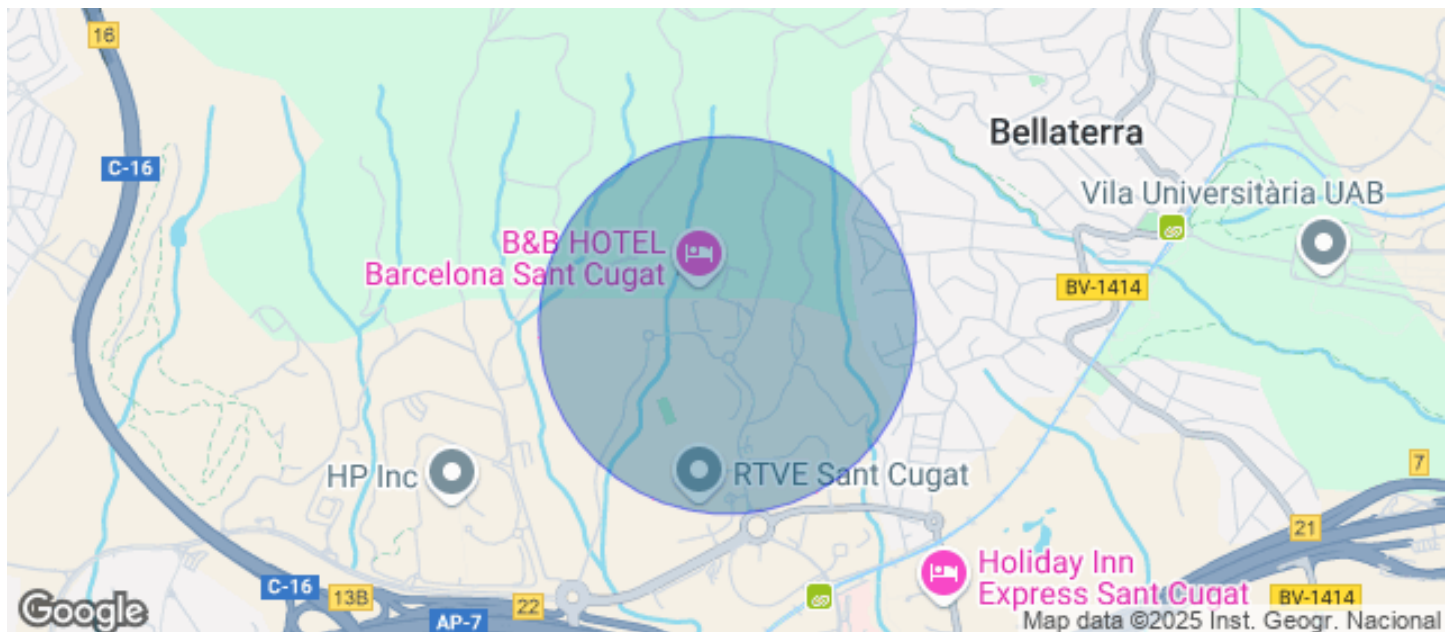 16
Bellaterra
C-16
Vila Universitària UAB
B&B HOTEL
Barcelona Sant Cugat
BV-1414
HP Inc
RTVE Sant Cugat
7
21
Holiday Inn
Express Sant Cugat
C-16
13B
22
AP-7
BV-1414
Google
Map data ©2025 Inst. Geogr. Nacional